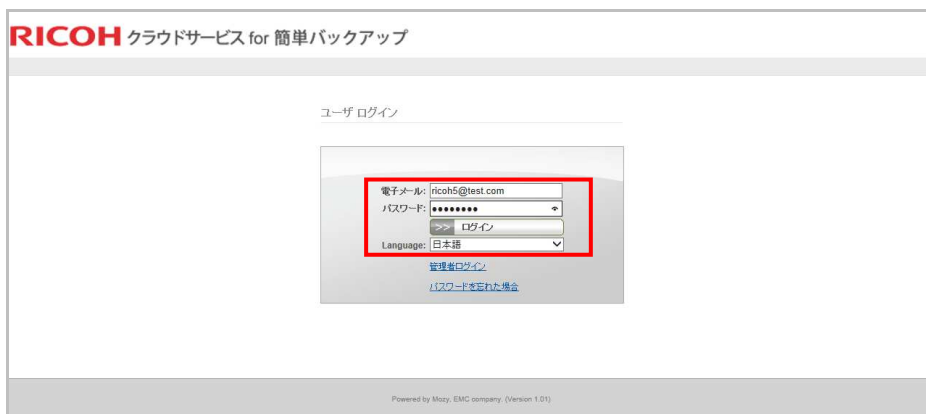 RICOH クラウドサービス for 簡単バックアップ
ユーザ ログイン
電子メール: ricoh5@test.com
パスワード: ●●●●●●●●
>> ログイン
Language: 日本語
管理者ログイン
パスワードを忘れた場合
Powered by Mozy, EMC company. (Version 1.01)